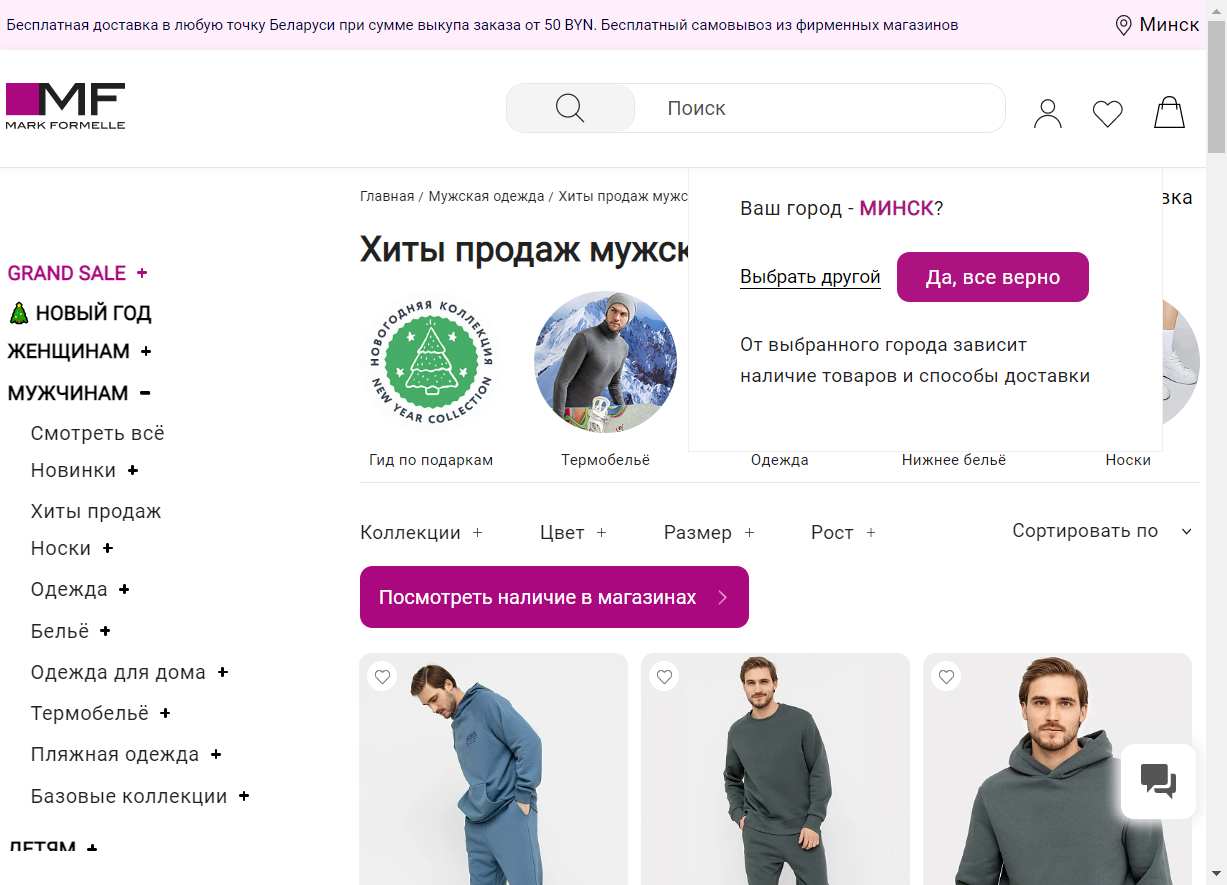 Бесплатная доставка в любую точку Беларуси при сумме выкупа заказа от 50 BYN. Бесплатный самовывоз из фирменных магазинов
Минск
MF
MARK FORMELLE
Поиск
Главная / Мужская одежда / Хиты продаж мужс
вка
Ваш город - МИНСК?
Выбрать другой
Да, все верно
От выбранного города зависит
наличие товаров и способы доставки
Хиты продаж мужск
GRAND SALE +
НОВЫЙ ГОД
ЖЕНЩИНАМ +
МУЖЧИНАМ −
Смотреть всё
Новинки +
Хиты продаж
Носки +
Одежда +
Бельё +
Одежда для дома +
Термобельё +
Пляжная одежда +
Базовые коллекции +
ДЕТЯМ +
НОВОГОДНЯЯ КОЛЛЕКЦИЯ
NEW YEAR COLLECTION
Гид по подаркам
Термобельё
Одежда
Нижнее бельё
Носки
Коллекции +
Цвет +
Размер +
Рост +
Сортировать по
Посмотреть наличие в магазинах